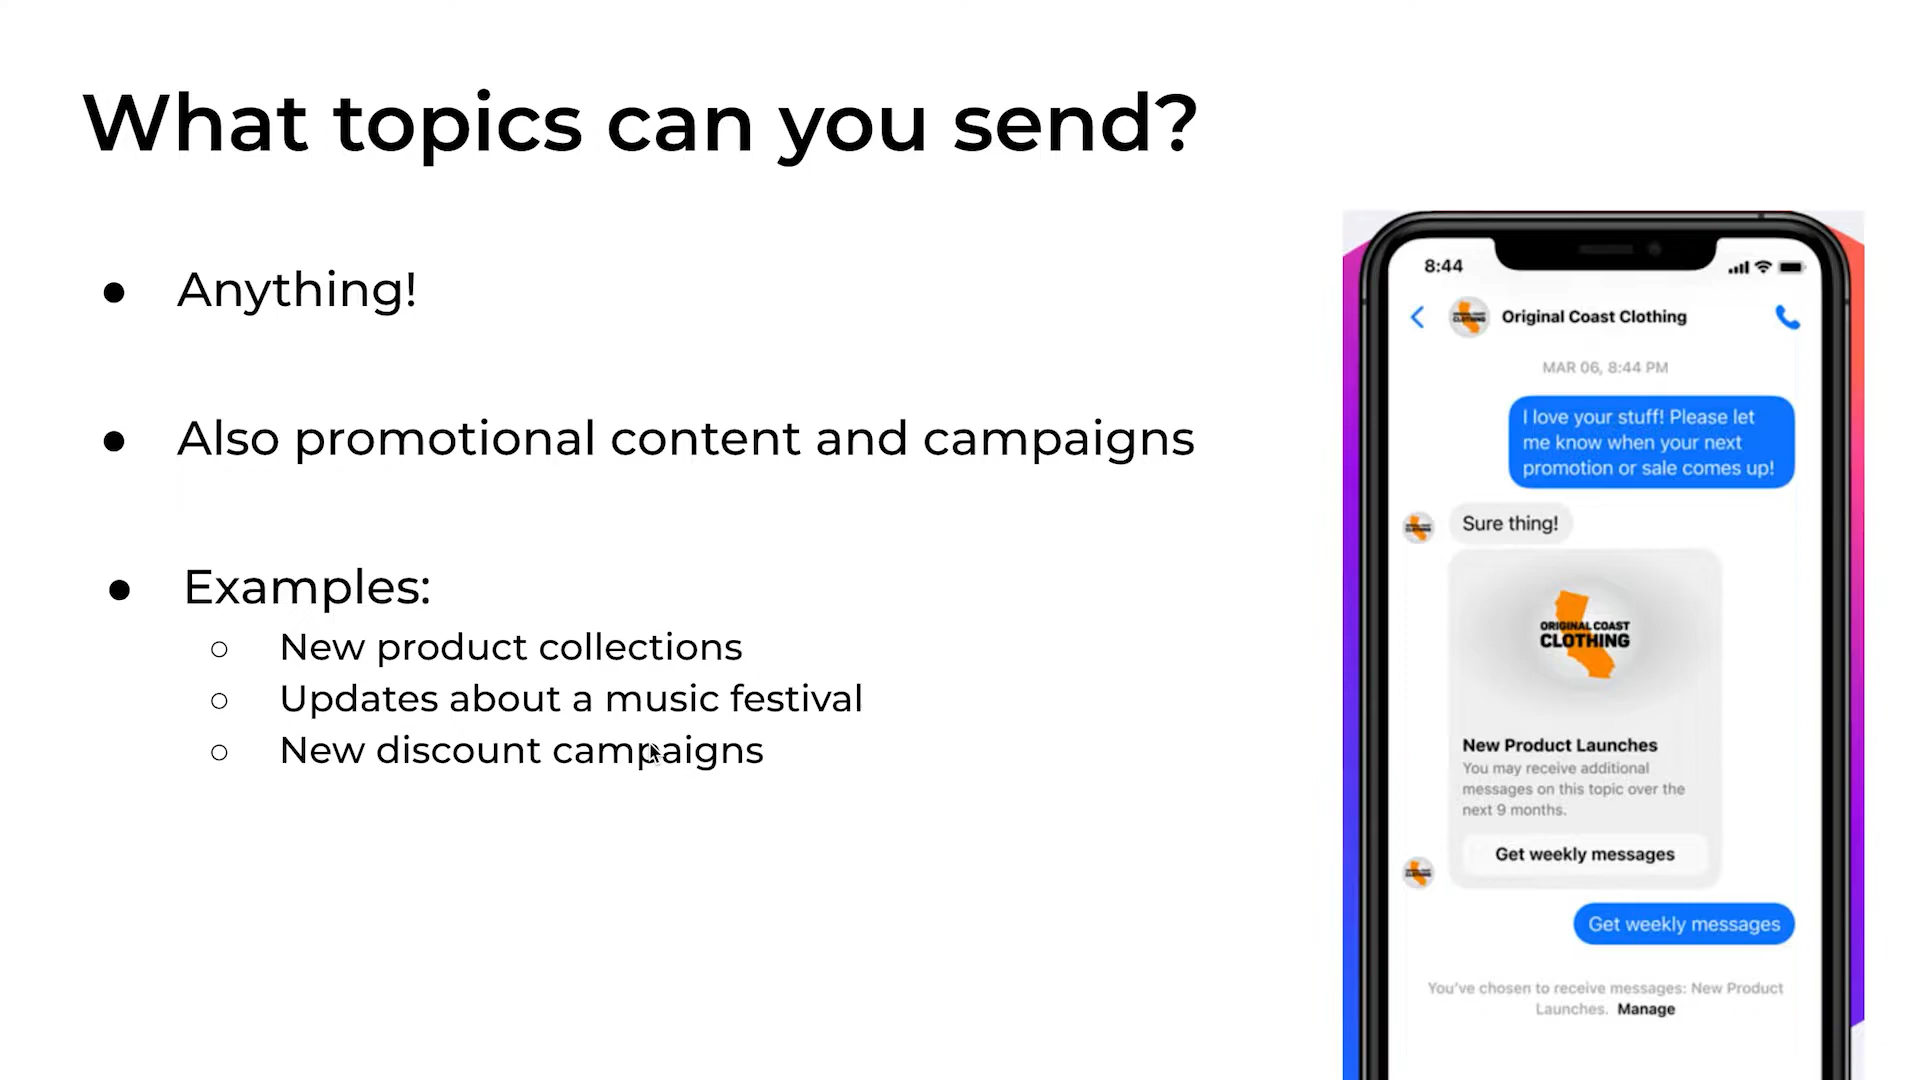 What topics can you send?
● Anything!
● Also promotional content and campaigns
● Examples:
○ New product collections
○ Updates about a music festival
○ New discount campaigns
8:44
Original Coast Clothing
MAR 06, 8:44 PM
I love your stuff! Please let
me know when your next
promotion or sale comes up!
Sure thing!
ORIGINAL COAST
CLOTHING
New Product Launches
You may receive additional
messages on this topic over the
next 9 months.
Get weekly messages
Get weekly messages
You've chosen to receive messages: New Product
Launches. Manage